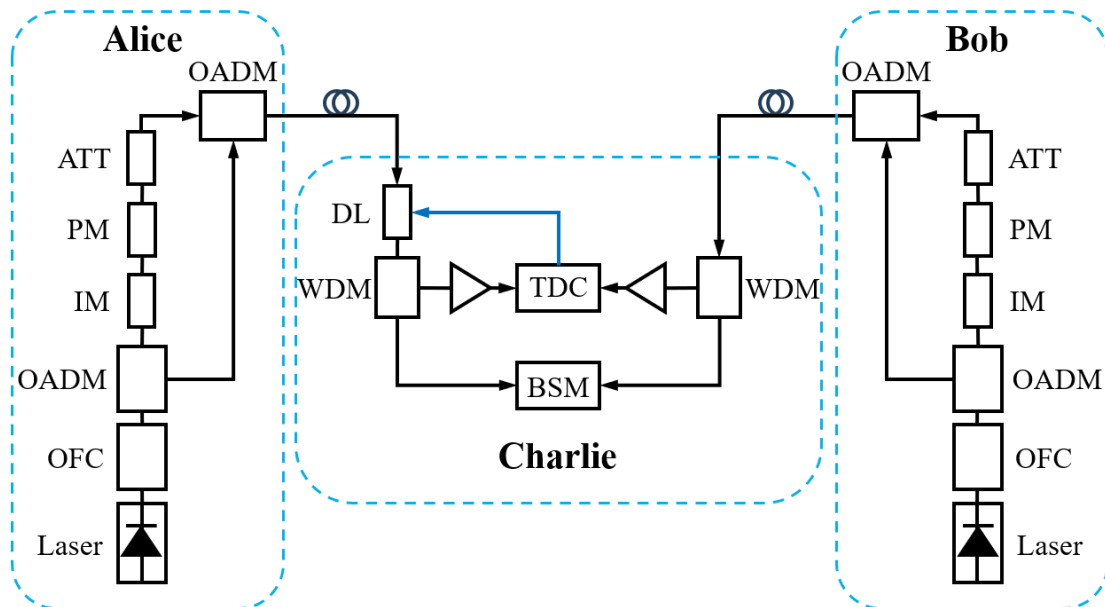 Alice
OADM
ATT
PM
IM
OADM
OFC
Laser
DL
WDM
TDC
WDM
BSM
Charlie
Bob
OADM
ATT
PM
IM
OADM
OFC
Laser